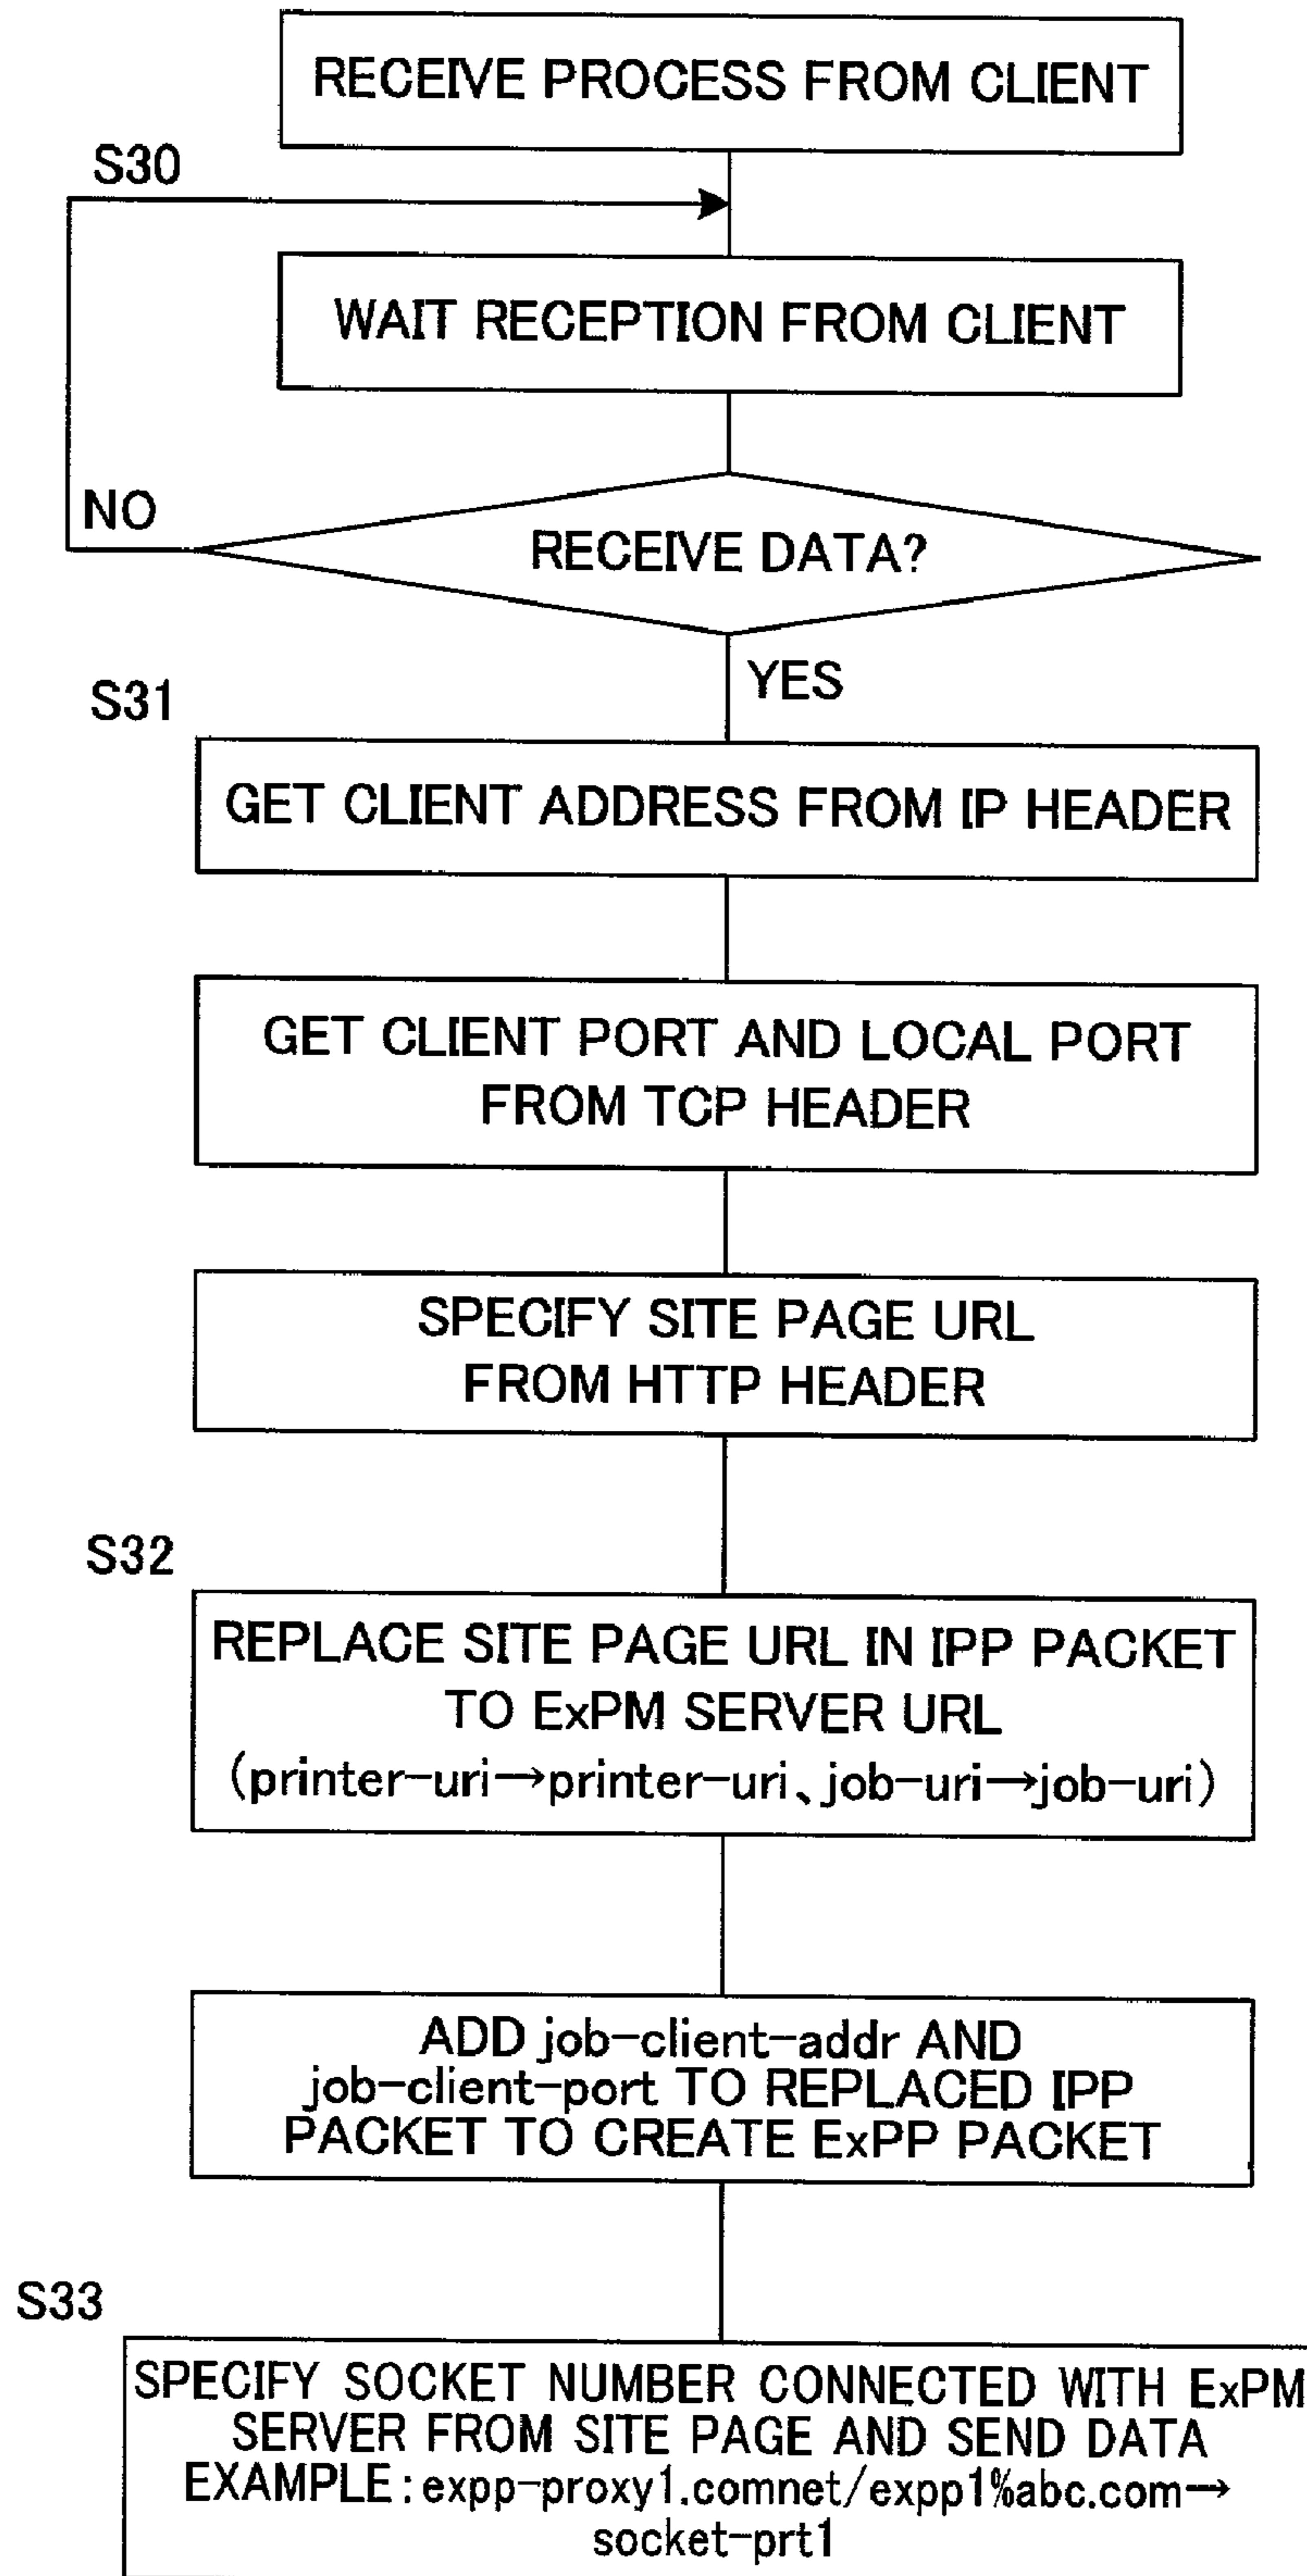 RECEIVE PROCESS FROM CLIENT
S30
WAIT RECEPTION FROM CLIENT
NO
RECEIVE DATA?
YES
S31
GET CLIENT ADDRESS FROM IP HEADER
GET CLIENT PORT AND LOCAL PORT
FROM TCP HEADER
SPECIFY SITE PAGE URL
FROM HTTP HEADER
S32
REPLACE SITE PAGE URL IN IPP PACKET
TO ExPM SERVER URL
(printer-uri→printer-uri、job-uri→job-uri)
ADD job-client-addr AND
job-client-port TO REPLACED IPP
PACKET TO CREATE ExPP PACKET
S33
SPECIFY SOCKET NUMBER CONNECTED WITH ExPM
SERVER FROM SITE PAGE AND SEND DATA
EXAMPLE:expp-proxy1.comnet/expp1%abc.com→
socket-prt1